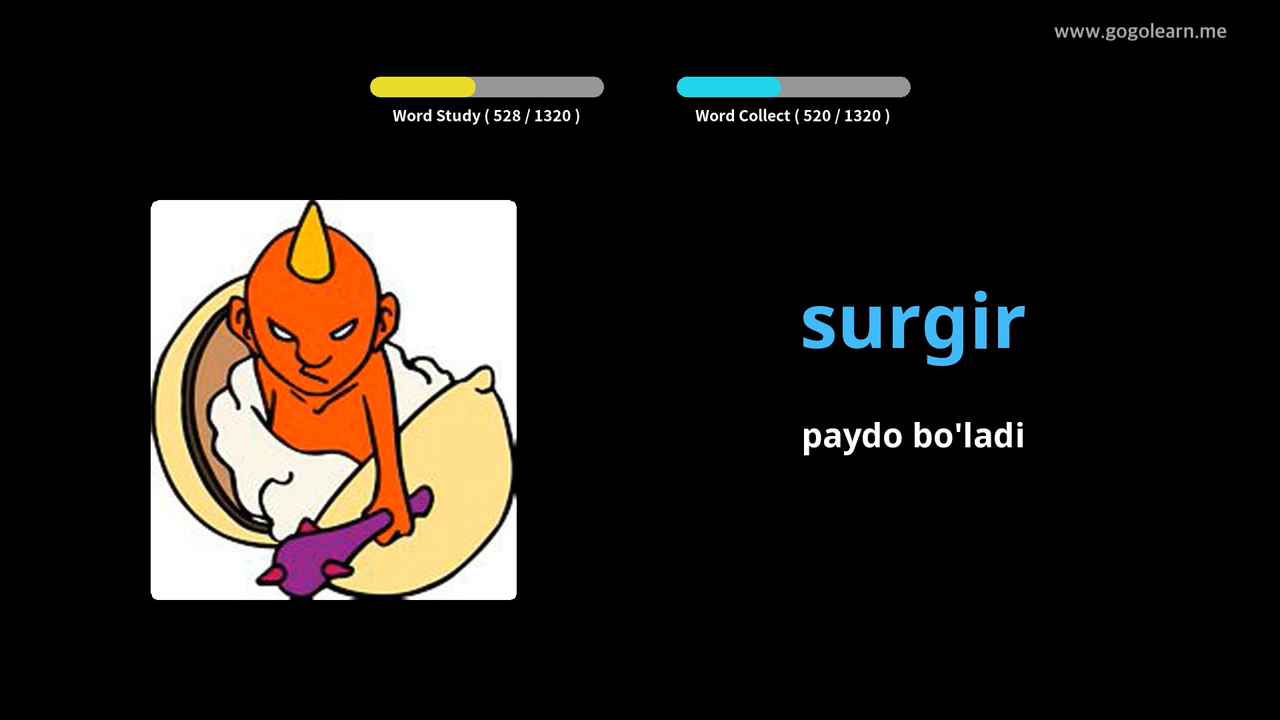 www.gogolearn.me
Word Study ( 528 / 1320 )
Word Collect ( 520 / 1320 )
surgir
paydo bo'ladi